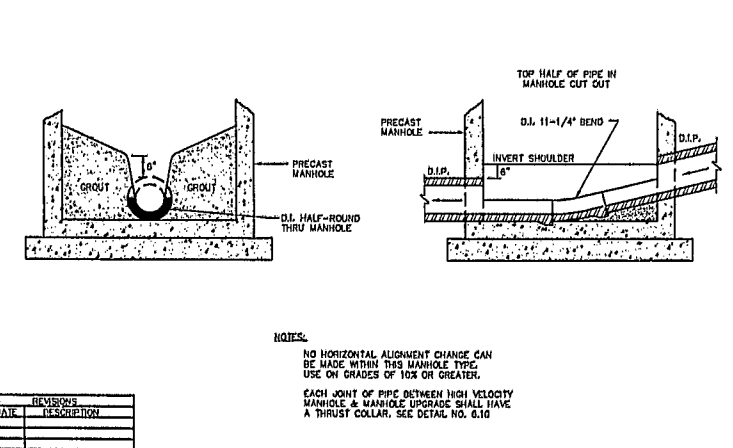 TOP HALF OF PIPE IN
MANHOLE CUT OUT
PRECAST
MANHOLE
D.I. 11-1/4° BEND
D.I.P.
INVERT SHOULDER
D.I.P.
6"
6"
GROUT
GROUT
PRECAST
MANHOLE
D.I. HALF-ROUND
THRU MANHOLE
NOTES:
NO HORIZONTAL ALIGNMENT CHANGE CAN
BE MADE WITHIN THIS MANHOLE TYPE.
USE ON GRADES OF 10% OR GREATER.
EACH JOINT OF PIPE BETWEEN HIGH VELOCITY
MANHOLE & MANHOLE UPGRADE SHALL HAVE
A THRUST COLLAR. SEE DETAIL NO. 6.10
REVISIONS
DATE DESCRIPTION